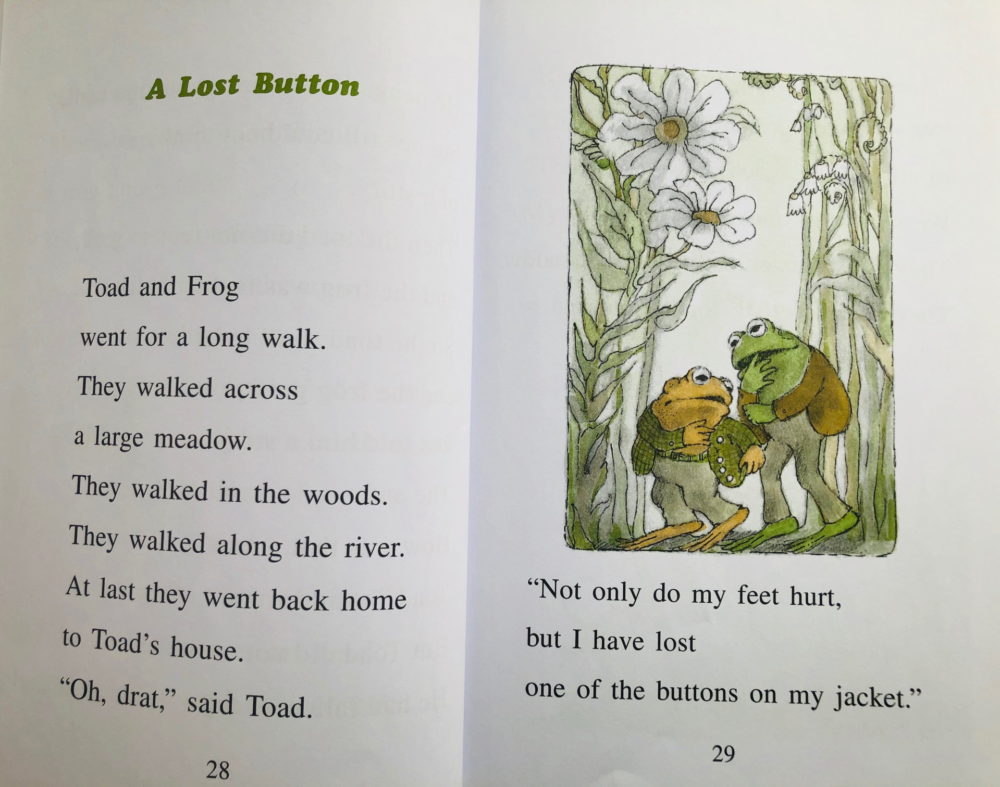 A Lost Button
Toad and Frog
went for a long walk.
They walked across
a large meadow.
They walked in the woods.
They walked along the river.
At last they went back home
to Toad’s house.
“Oh, drat,” said Toad.
28
“Not only do my feet hurt,
but I have lost
one of the buttons on my jacket.”
29